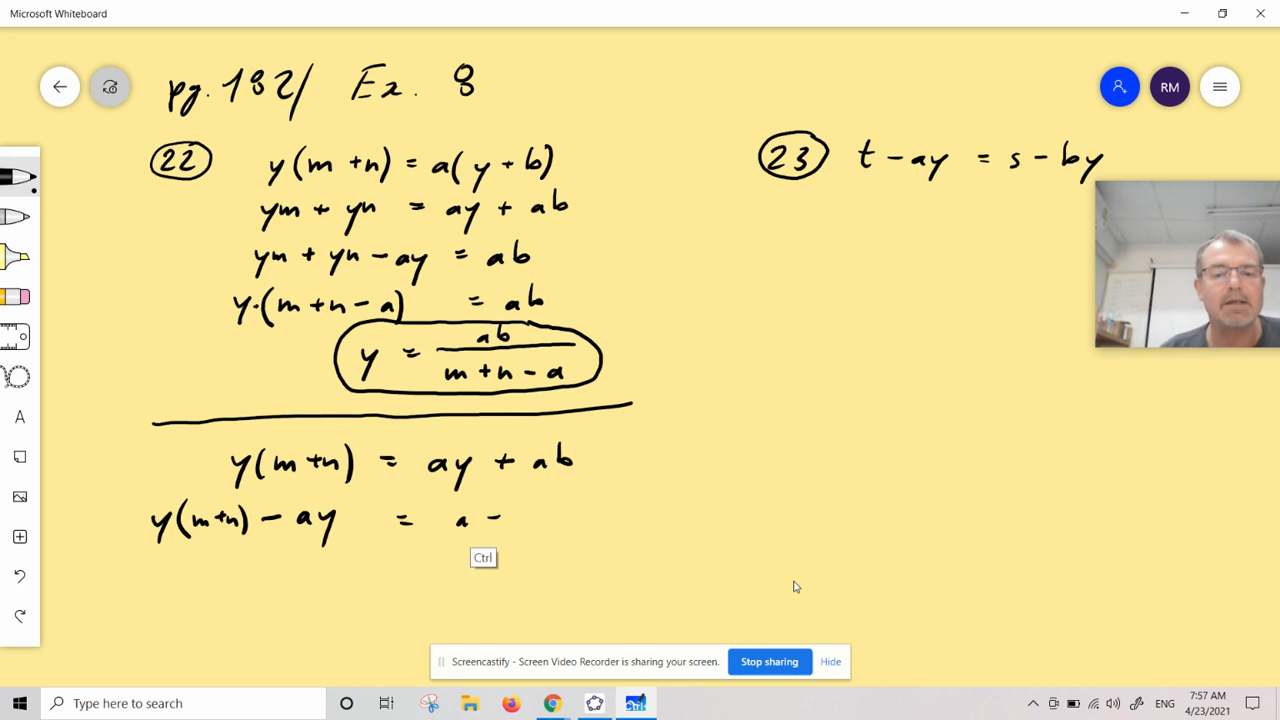 Microsoft Whiteboard
pg. 182/ Ex. 8
RM
22 y(m+n) = a(y+b)
ym + yn = ay + ab
ym + yn - ay = ab
y·(m+n-a) = ab
y = ab / m+n-a
y(m+n) = ay + ab
y(m+n) - ay = a -
Ctrl
23 t - ay = s - by
A
Screencastify - Screen Video Recorder is sharing your screen. Stop sharing Hide
Type here to search
ENG
7:57 AM
4/23/2021